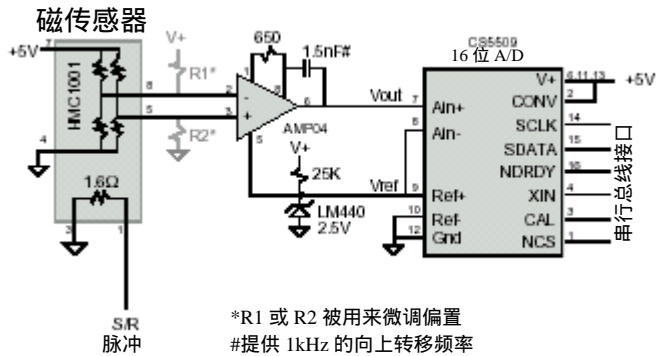 磁传感器
+5V
7
HMC1001
4
1.6Ω
3
1
S/R
脉冲
V+
R1*
R2*
8
5
650
1.5nF#
1
8
2
-
3
+
6
5
AMP04
V+
25K
LM440
2.5V
Vout
Vref
CS5509
16 位 A/D
7
Ain+
8
Ain-
9
Ref+
10
Ref-
12
Gnd
V+
6,11,13
+5V
CONV
2
SCLK
14
SDATA
15
NDRDY
16
XIN
4
CAL
3
NCS
1
串行总线接口
*R1 或 R2 被用来微调偏置
#提供 1kHz 的向上转移频率